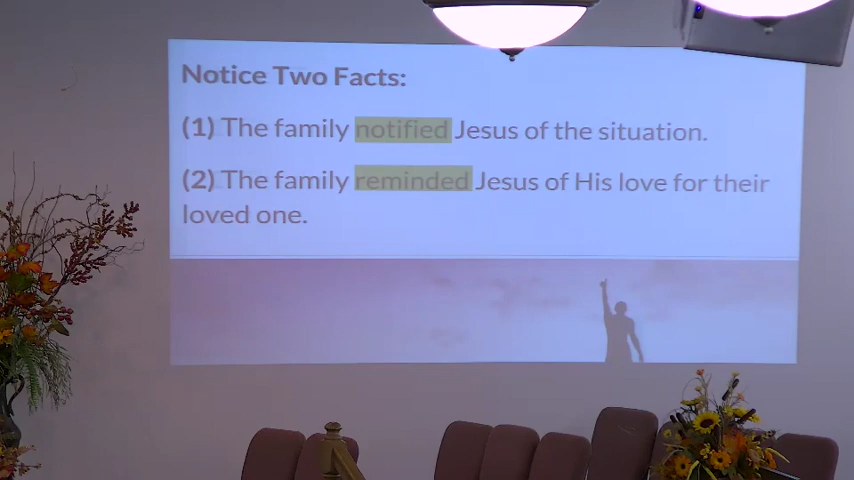 Notice Two Facts:
(1) The family notified Jesus of the situation.
(2) The family reminded Jesus of His love for their
loved one.